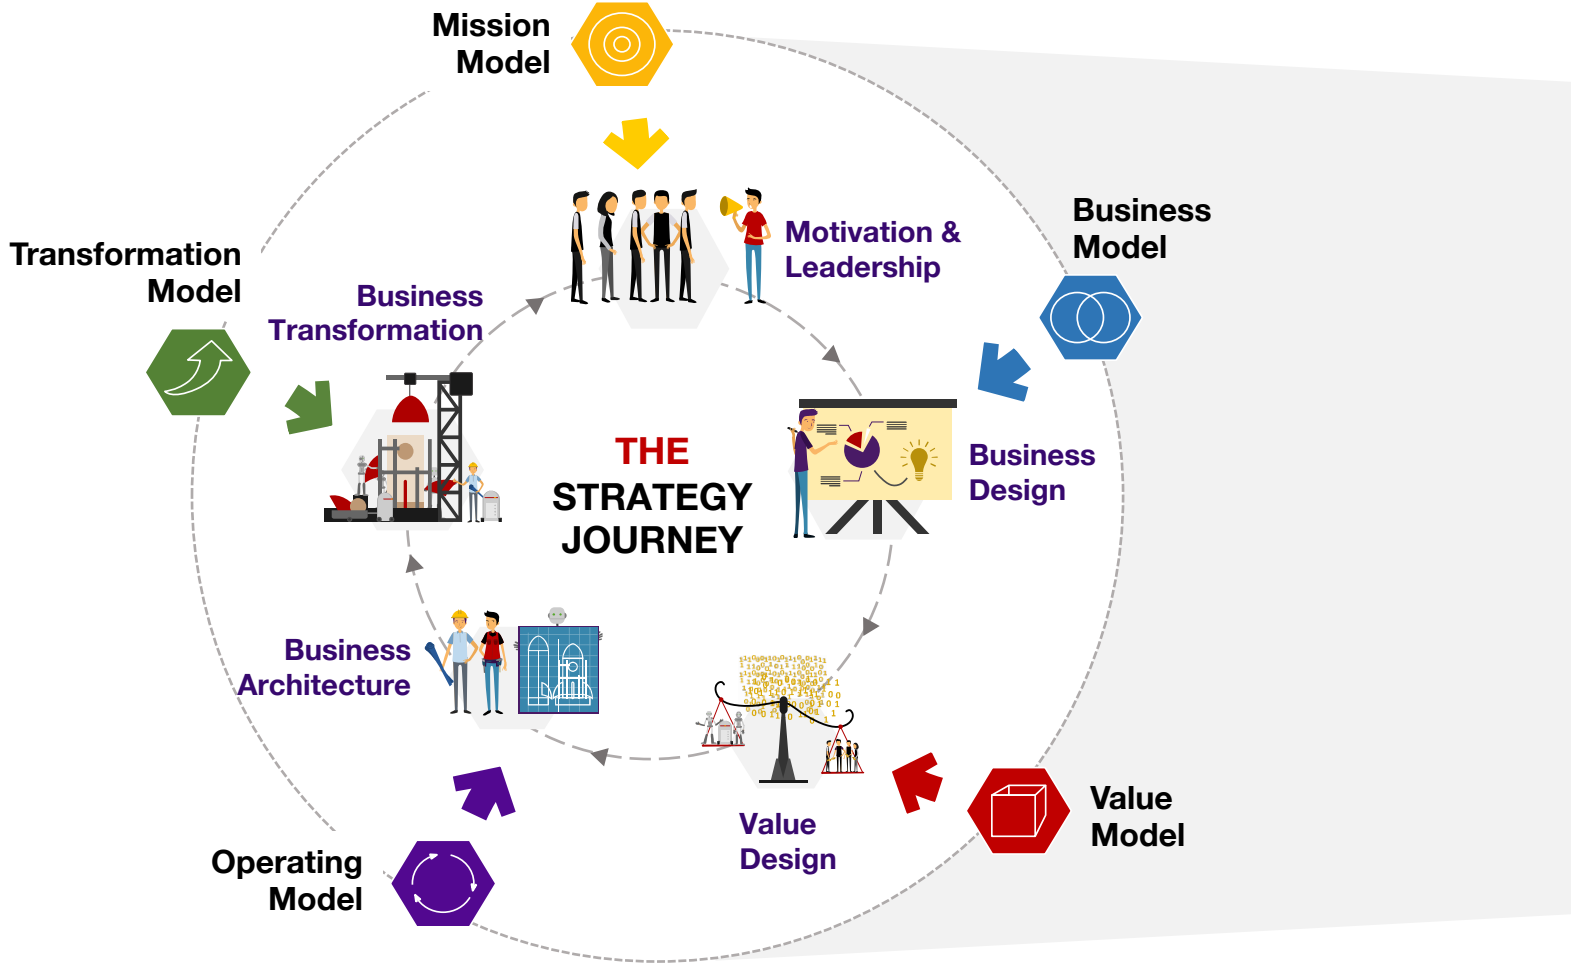 Mission
Model
Business
Model
Transformation
Model
Motivation &
Leadership
Business
Transformation
THE
STRATEGY
JOURNEY
Business
Design
Business
Architecture
Value
Design
Value
Model
Operating
Model